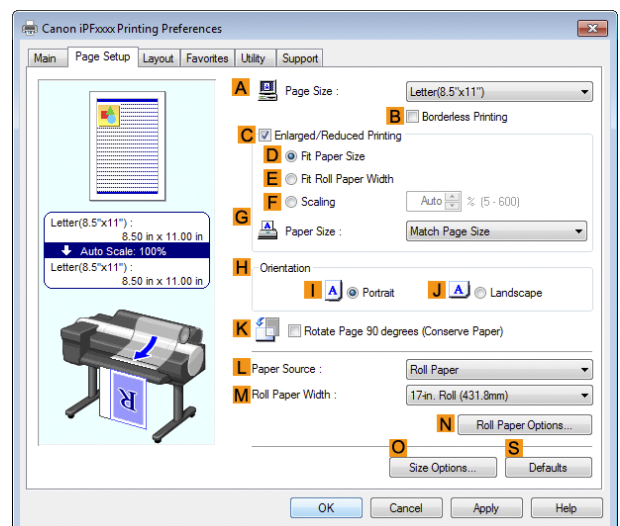 Canon iPFxxxx Printing Preferences
Main Page Setup Layout Favorites Utility Support
A Page Size : Letter(8.5"x11")
B Borderless Printing
C Enlarged/Reduced Printing
D Fit Paper Size
E Fit Roll Paper Width
F Scaling Auto % (5 - 600)
G Paper Size : Match Page Size
Letter(8.5"x11") :
8.50 in x 11.00 in
Auto Scale: 100%
Letter(8.5"x11") :
8.50 in x 11.00 in
H Orientation
I A Portrait J A Landscape
K Rotate Page 90 degrees (Conserve Paper)
L Paper Source : Roll Paper
M Roll Paper Width : 17-in. Roll (431.8mm)
N Roll Paper Options...
O S
Size Options... Defaults
R
OK Cancel Apply Help